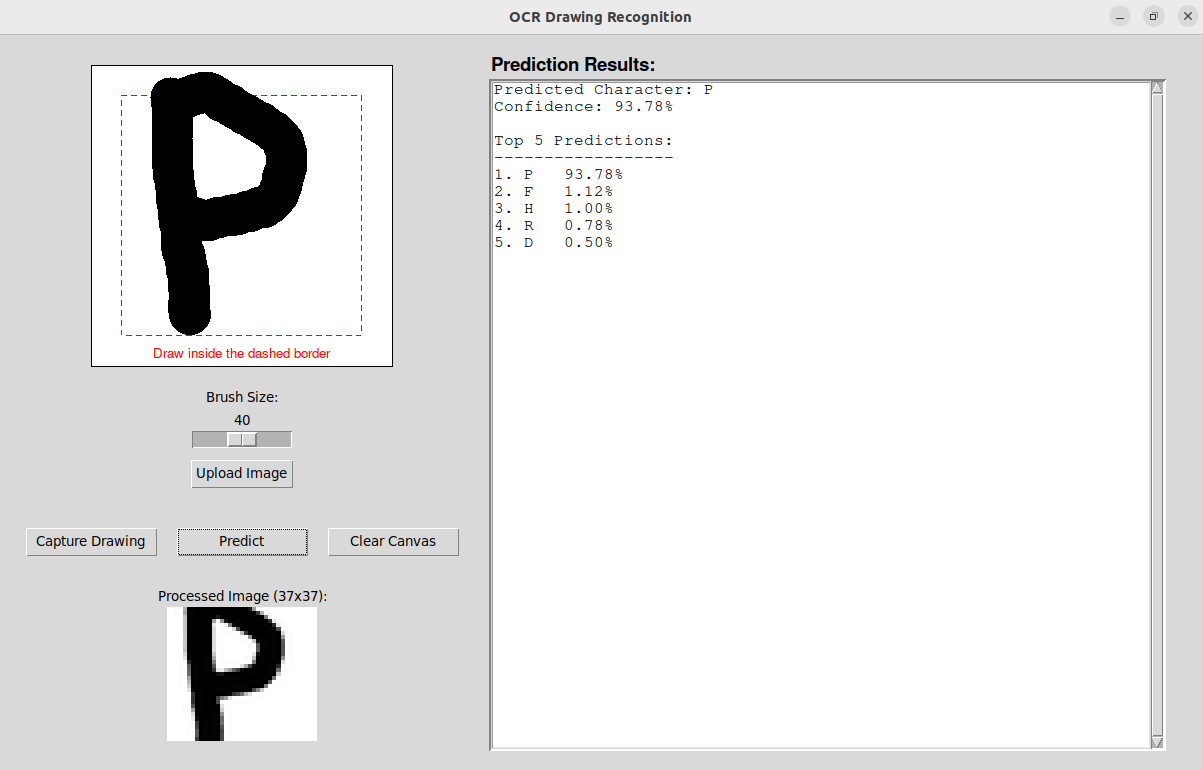 OCR Drawing Recognition
P
Draw inside the dashed border
Brush Size:
40
Upload Image
Capture Drawing Predict Clear Canvas
Processed Image (37x37):
P
Prediction Results:
Predicted Character: P
Confidence: 93.78%
Top 5 Predictions:
------------------
1. P 93.78%
2. F 1.12%
3. H 1.00%
4. R 0.78%
5. D 0.50%